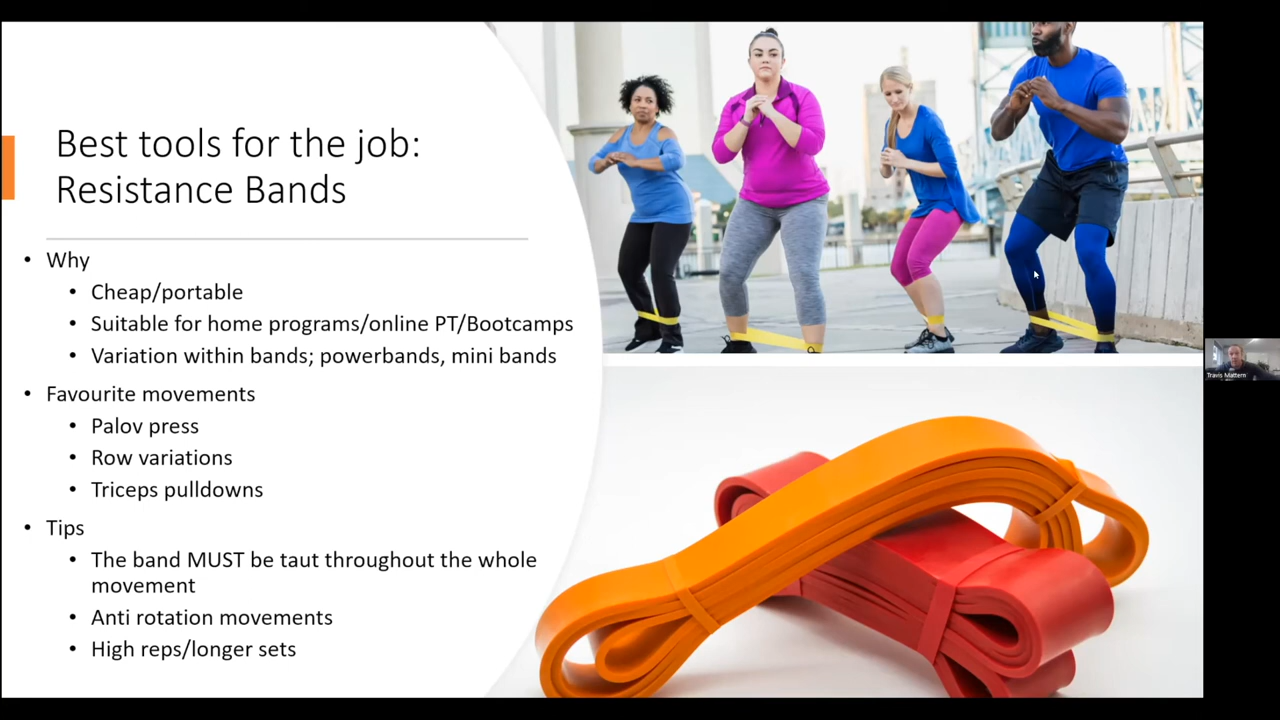 Best tools for the job:
Resistance Bands
• Why
• Cheap/portable
• Suitable for home programs/online PT/Bootcamps
• Variation within bands; powerbands, mini bands
• Favourite movements
• Palov press
• Row variations
• Triceps pulldowns
• Tips
• The band MUST be taut throughout the whole
movement
• Anti rotation movements
• High reps/longer sets
Travis Mattern